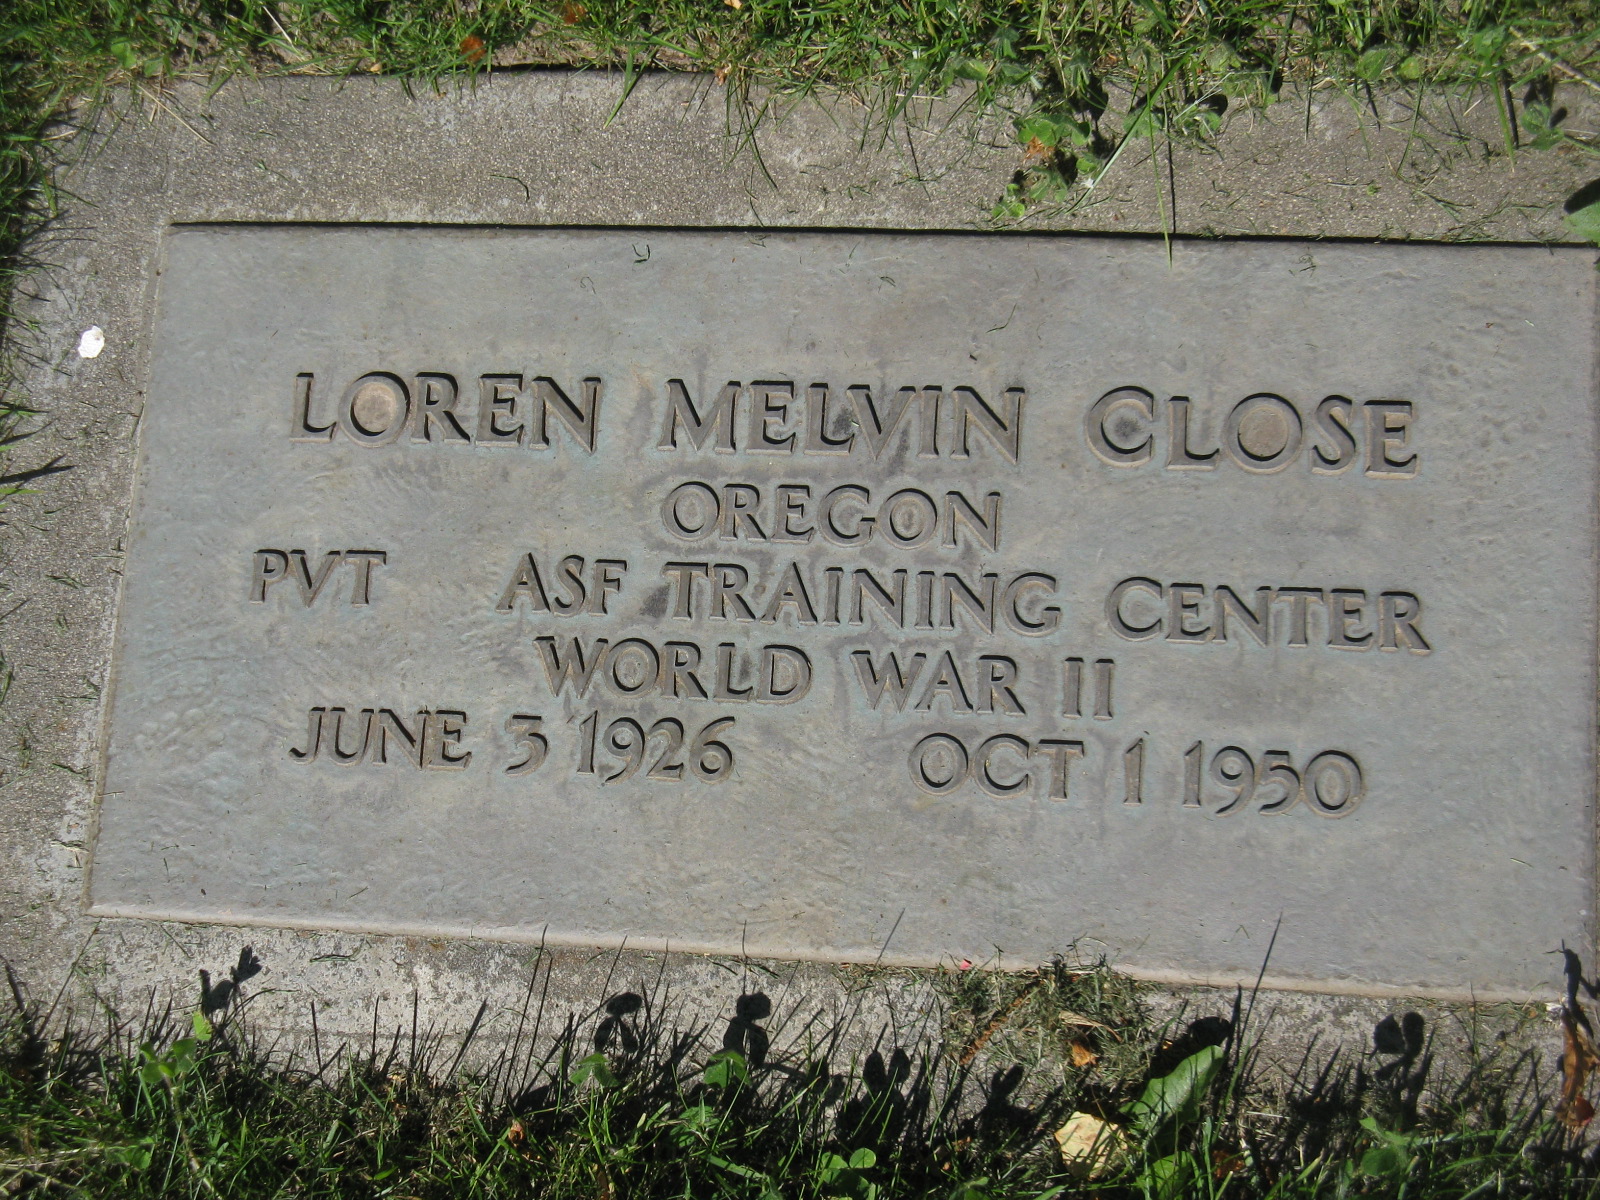 LOREN MELVIN CLOSE
OREGON
PVT ASF TRAINING CENTER
WORLD WAR II
JUNE 3 1926 OCT 1 1950